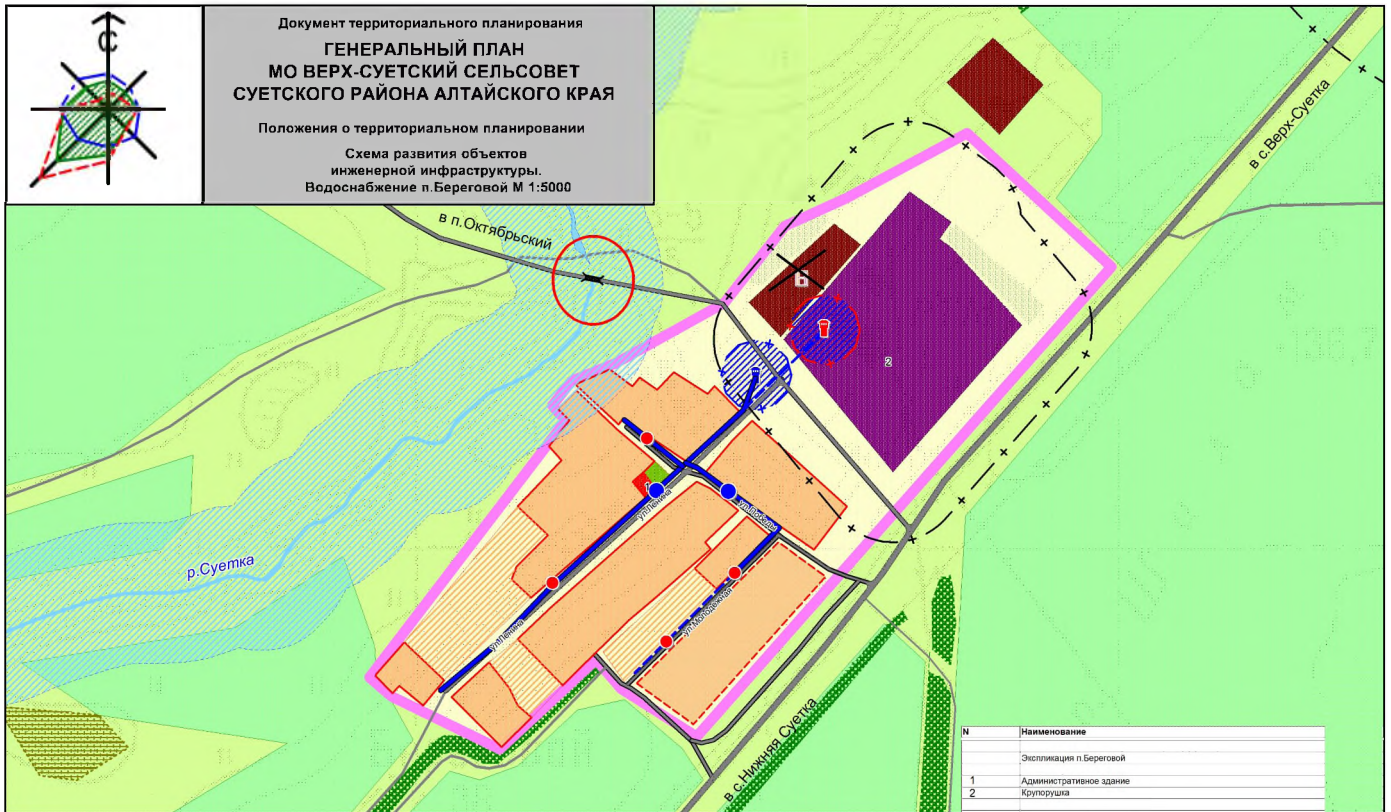 С
Документ территориального планирования
ГЕНЕРАЛЬНЫЙ ПЛАН
МО ВЕРХ-СУЕТСКИЙ СЕЛЬСОВЕТ
СУЕТСКОГО РАЙОНА АЛТАЙСКОГО КРАЯ
Положения о территориальном планировании
Схема развития объектов
инженерной инфраструктуры.
Водоснабжение п.Береговой М 1:5000
в п.Октябрьский
в с.Верх-Суетка
Б
2
1
ул.Ленина
ул.Победы
р.Суетка
ул.Ленина
ул.Молодежная
в с.Нижняя Суетка
N Наименование
Экспликация п.Береговой
1 Административное здание
2 Крупорушка